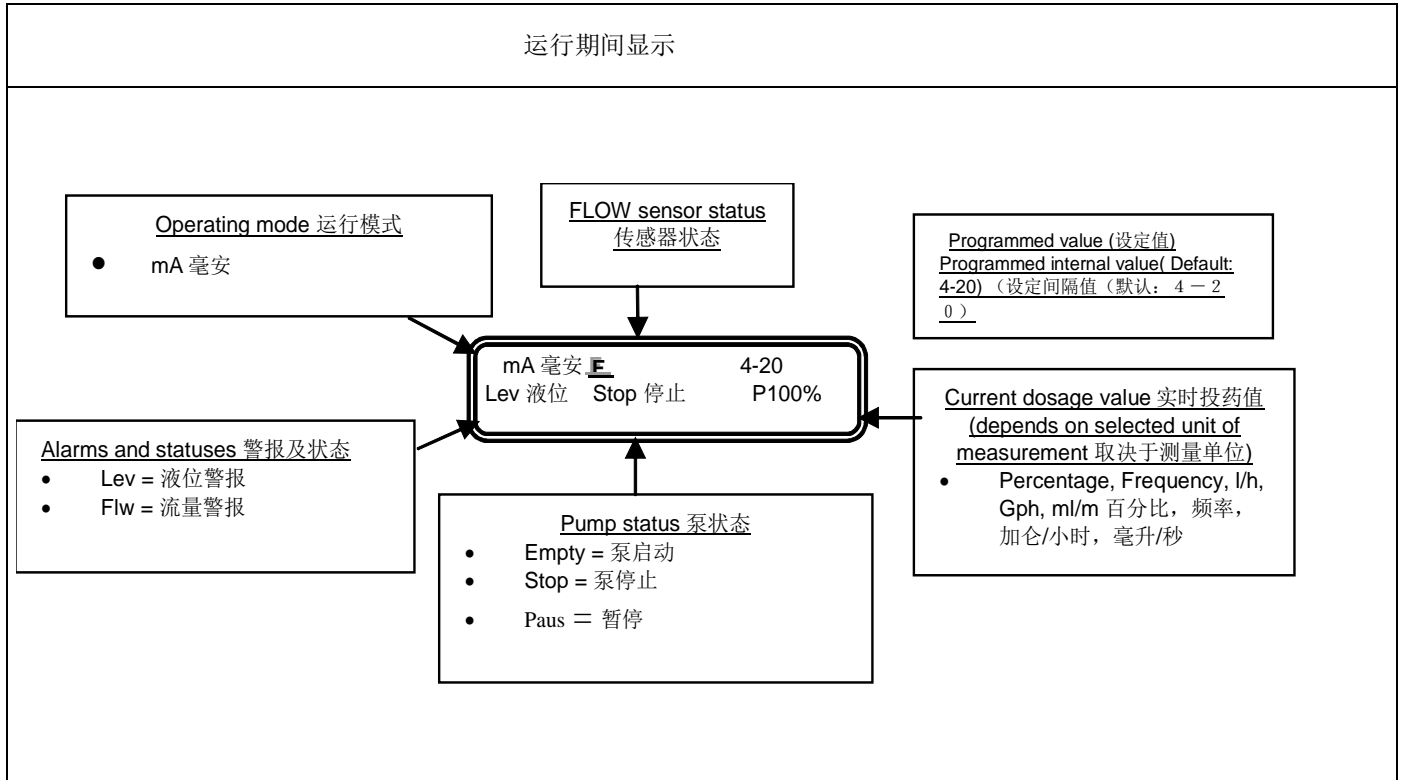 运行期间显示
Operating mode 运行模式
● mA 毫安
FLOW sensor status
传感器状态
Programmed value (设定值)
Programmed internal value( Default:
4-20) （设定间隔值（默认：４－２
０）
mA 毫安 F 4-20
Lev 液位 Stop 停止 P100%
Current dosage value 实时投药值
(depends on selected unit of
measurement 取决于测量单位)
● Percentage, Frequency, l/h,
Gph, ml/m 百分比，频率，
加仑/小时，毫升/秒
Alarms and statuses 警报及状态
● Lev = 液位警报
● Flw = 流量警报
Pump status 泵状态
● Empty = 泵启动
● Stop = 泵停止
● Paus ＝ 暂停